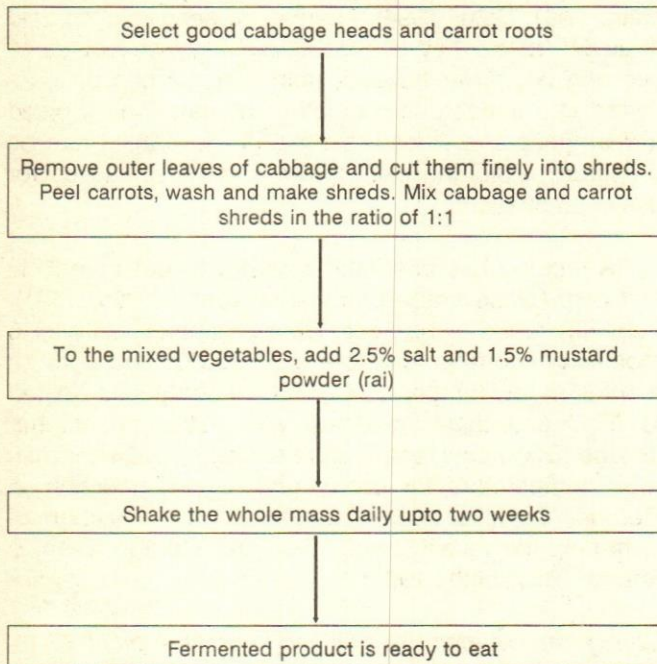 Select good cabbage heads and carrot roots
Remove outer leaves of cabbage and cut them finely into shreds.
Peel carrots, wash and make shreds. Mix cabbage and carrot
shreds in the ratio of 1:1
To the mixed vegetables, add 2.5% salt and 1.5% mustard
powder (rai)
Shake the whole mass daily upto two weeks
Fermented product is ready to eat